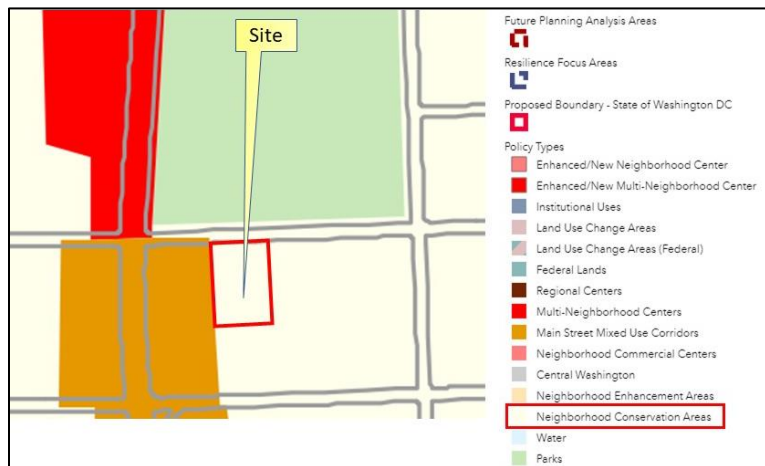 Site
Future Planning Analysis Areas
Resilience Focus Areas
Proposed Boundary - State of Washington DC
Policy Types
Enhanced/New Neighborhood Center
Enhanced/New Multi-Neighborhood Center
Institutional Uses
Land Use Change Areas
Land Use Change Areas (Federal)
Federal Lands
Regional Centers
Multi-Neighborhood Centers
Main Street Mixed Use Corridors
Neighborhood Commercial Centers
Central Washington
Neighborhood Enhancement Areas
Neighborhood Conservation Areas
Water
Parks